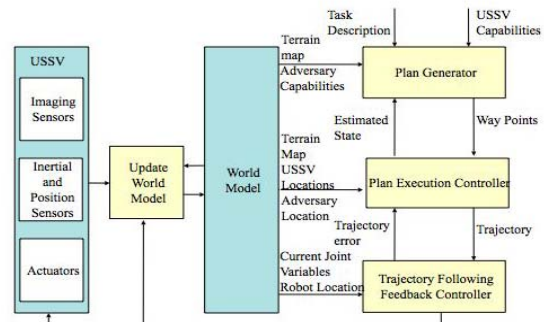 Task
Description
USSV
Capabilities
USSV
Imaging
Sensors
Inertial
and
Position
Sensors
Actuators
Update
World
Model
World
Model
Terrain
map
Adversary
Capabilities
Plan Generator
Estimated
State
Way Points
Terrain
Map
USSV
Locations
Adversary
Location
Plan Execution Controller
Trajectory
error
Trajectory
Current Joint
Variables
Robot Location
Trajectory Following
Feedback Controller